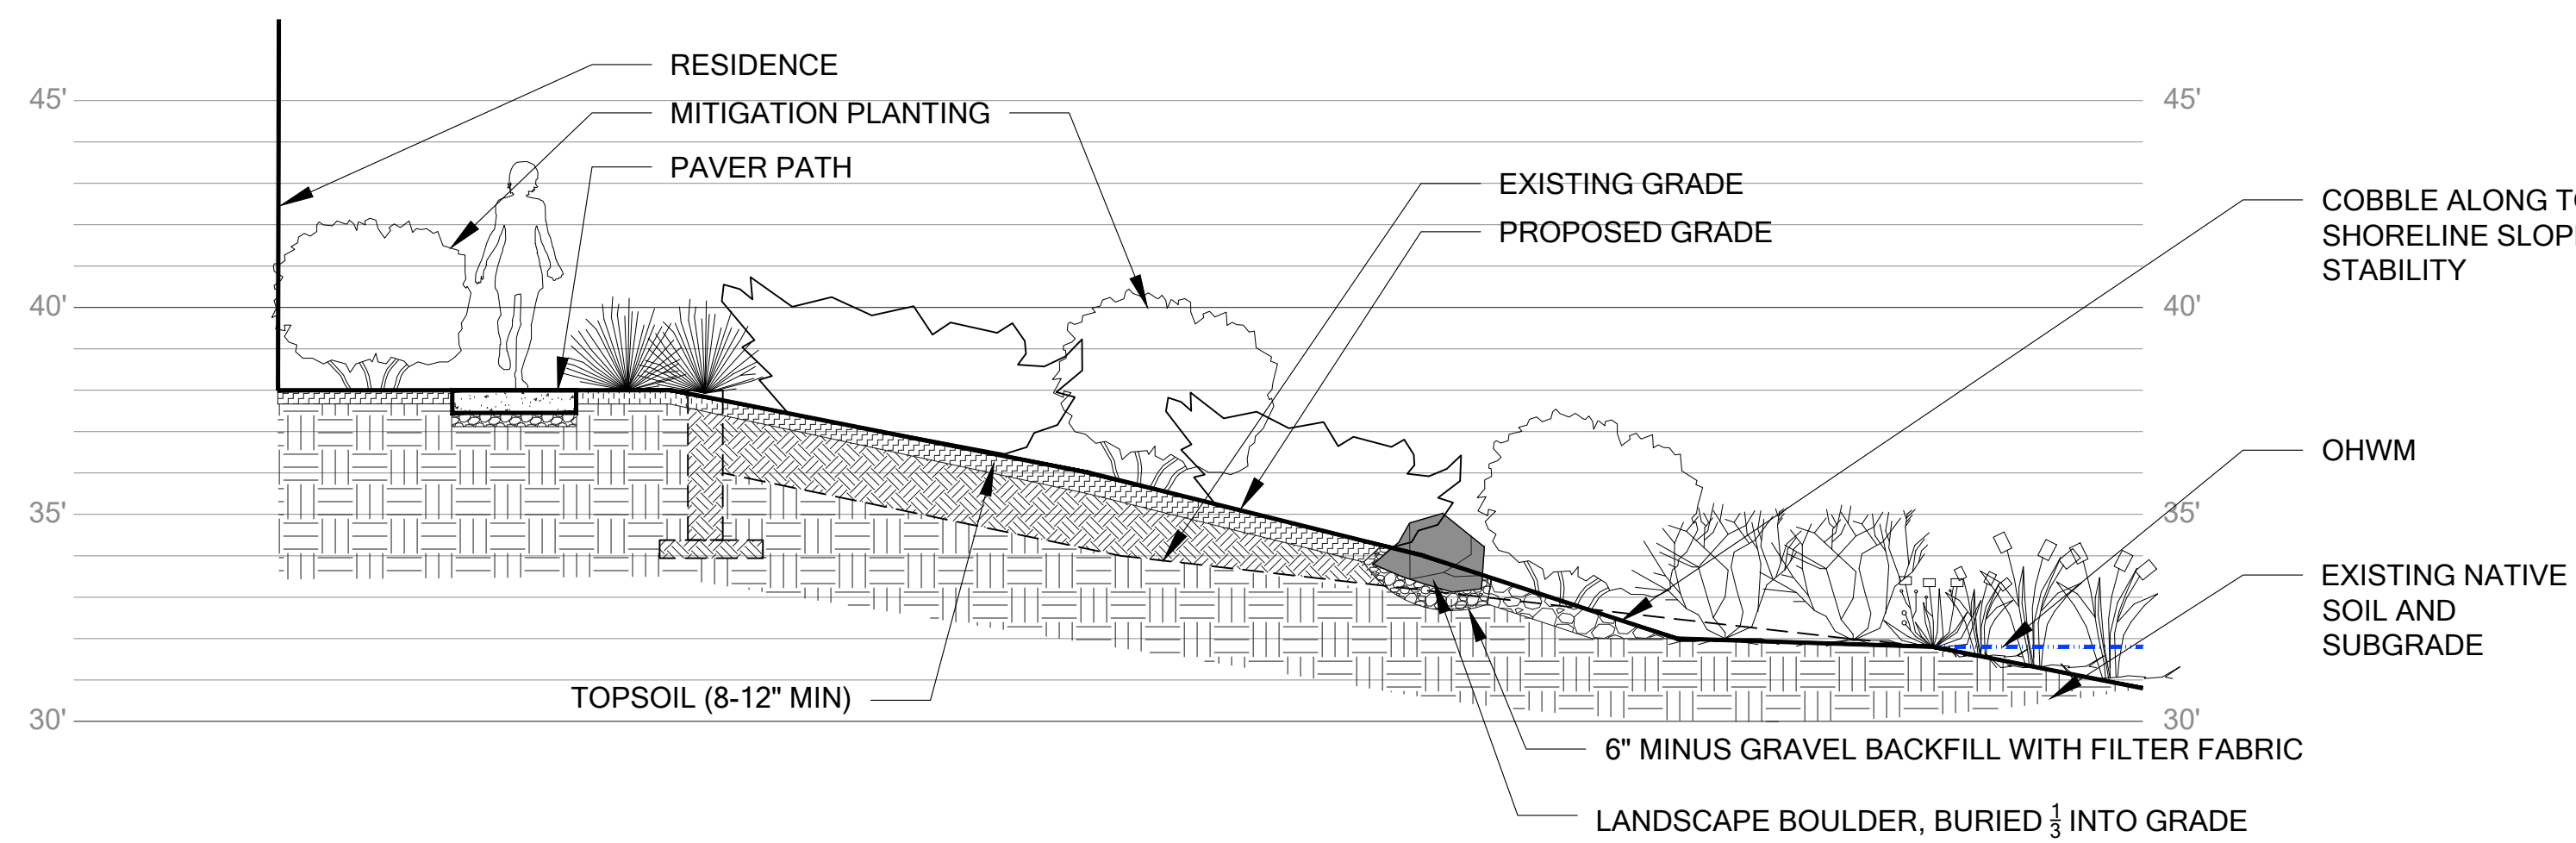 RESIDENCE
45'
45'
MITIGATION PLANTING
PAVER PATH
EXISTING GRADE
PROPOSED GRADE
COBBLE ALONG
SHORELINE
STABILITY
40'
40'
OHWM
35'
35'
EXISTING NATIVE
SOIL AND
SUBGRADE
TOPSOIL (8-12" MIN)
30'
30'
6" MINUS GRAVEL BACKFILL WITH FILTER FABRIC
LANDSCAPE BOULDER, BURIED 1/3 INTO GRADE